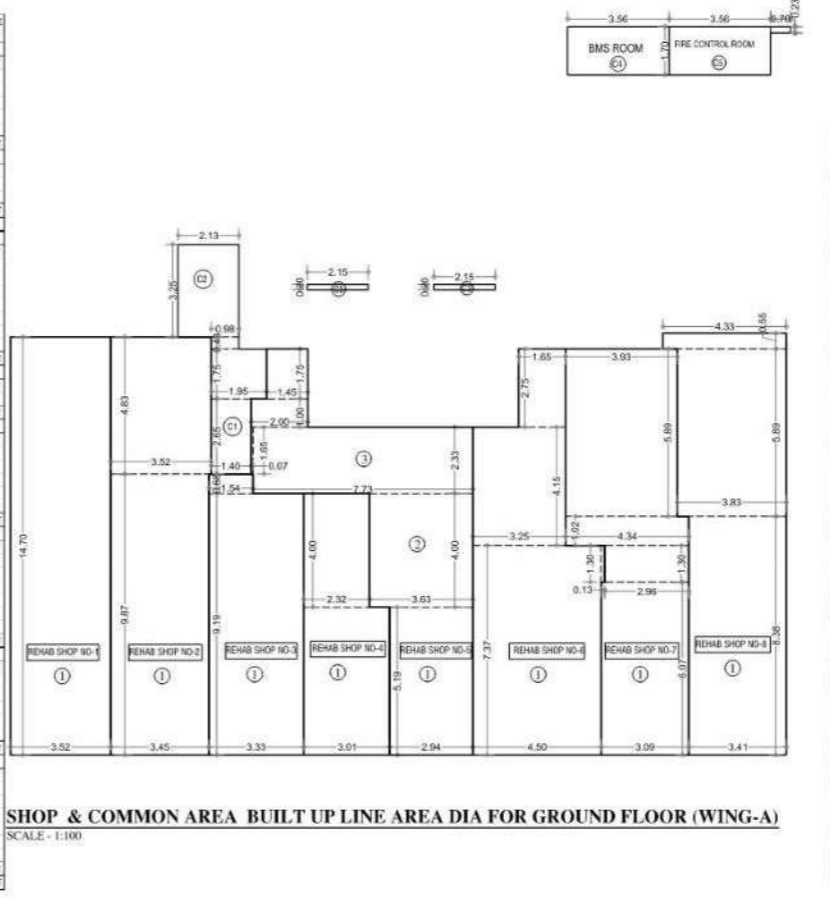 3.56 3.56 0.70 0.23
BMS ROOM 1.70 FIRE CONTROL ROOM
C4 C5
2.13
C2
3.25
2.15 2.15
0.98
4.33 0.55
1.75 1.75 1.65 3.93
1.95 1.45 2.75
4.83 2.00 1.00
C1
2.65 1.65 3 2.33 5.89 5.89
3.52 1.40 0.07
1.54 7.73 4.15 3.83
14.70 4.00 2 4.00 3.25 1.02 4.34
1.30 1.30
2.32 3.63 0.13 2.96
9.87 9.19
REHAB SHOP NO-1 REHAB SHOP NO-2 REHAB SHOP NO-3 REHAB SHOP NO-4 REHAB SHOP NO-5 REHAB SHOP NO-6 REHAB SHOP NO-7 REHAB SHOP NO-8
1 1 1 1 1 1 1 1
5.19 7.37 6.97 8.38
3.52 3.45 3.33 3.01 2.94 4.50 3.09 3.41
SHOP & COMMON AREA BUILT UP LINE AREA DIA FOR GROUND FLOOR (WING-A)
SCALE - 1:100